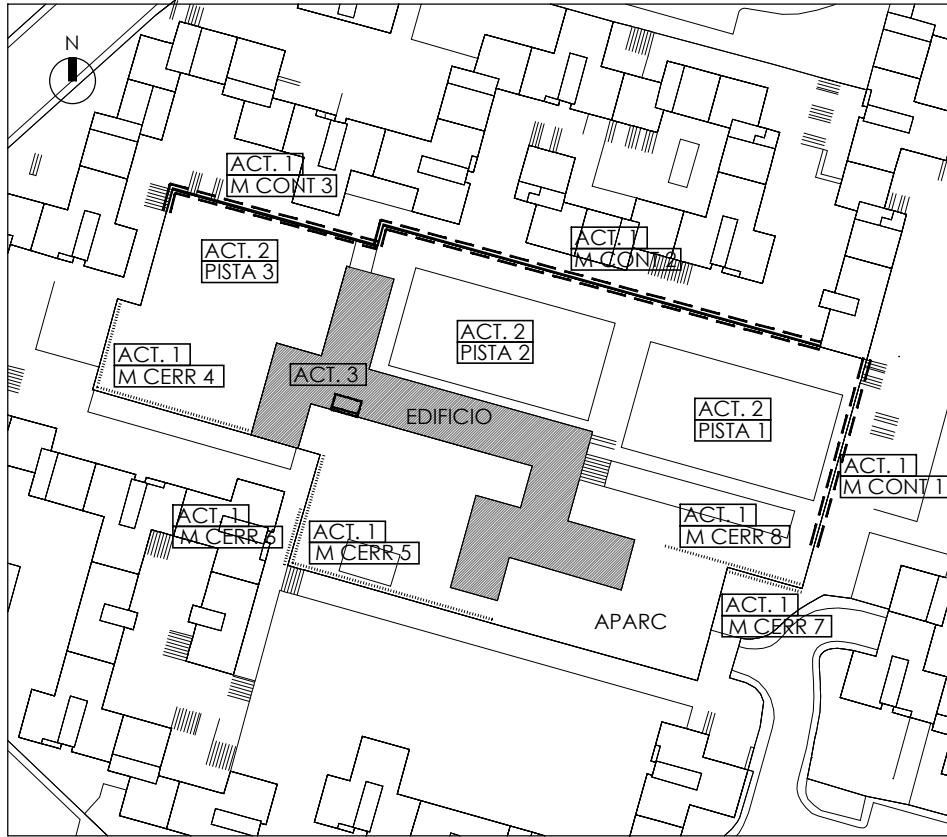 N
ACT. 1
M CONT 3
ACT. 2
PISTA 3
ACT. 1
M CONT 2
ACT. 2
PISTA 2
ACT. 1
M CERR 4
ACT. 3
EDIFICIO
ACT. 2
PISTA 1
ACT. 1
M CONT 1
ACT. 1
M CERR 6
ACT. 1
M CERR 5
ACT. 1
M CERR 8
ACT. 1
M CERR 7
APARC